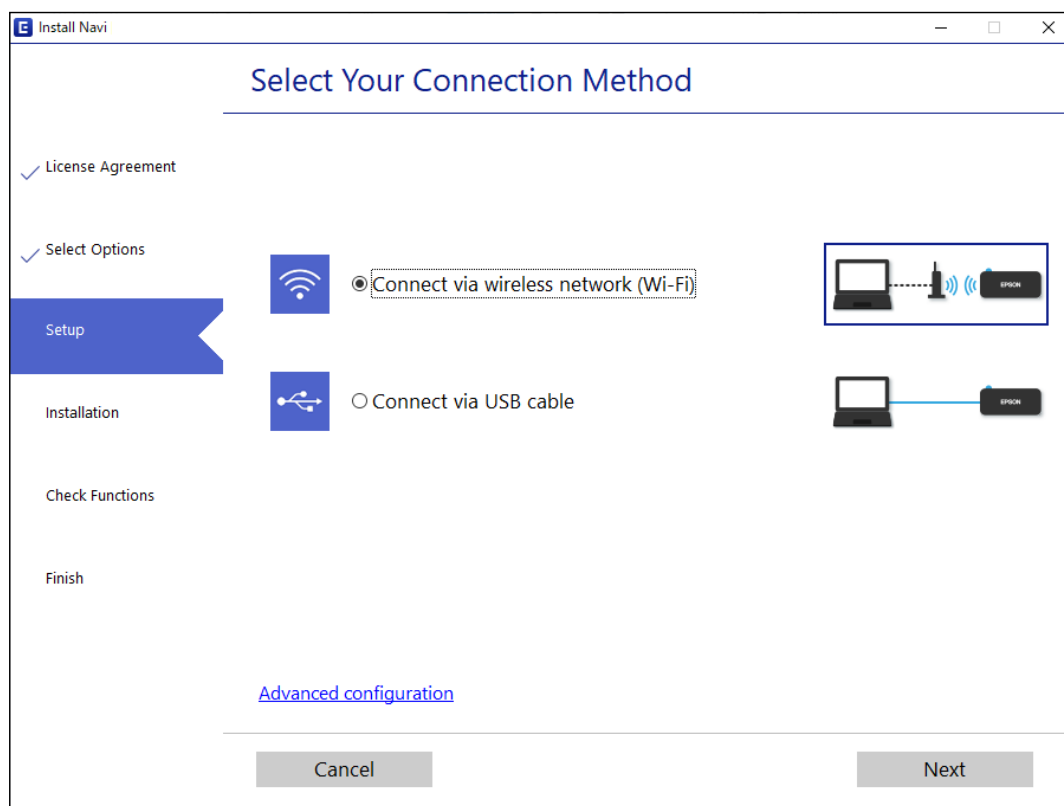 E Install Navi
Select Your Connection Method
License Agreement
Select Options
Setup
Installation
Check Functions
Finish
Connect via wireless network (Wi-Fi)
EPSON
Connect via USB cable
EPSON
Advanced configuration
Cancel
Next